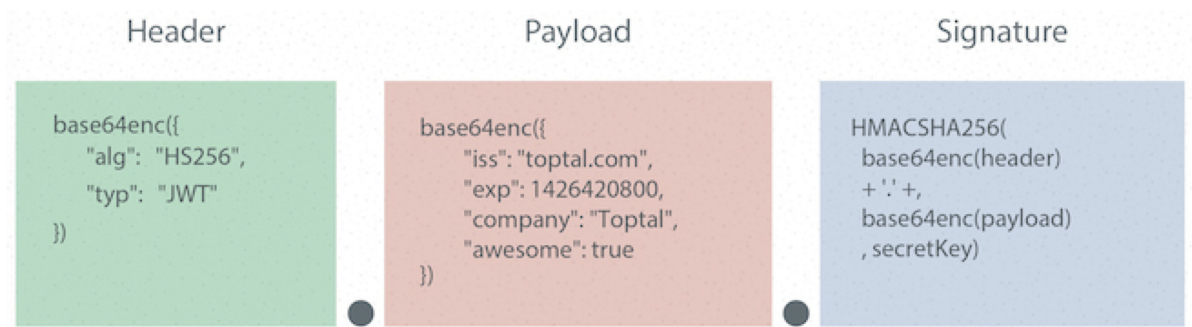 Header
base64enc({
"alg": "HS256",
"typ": "JWT"
})
Payload
base64enc({
"iss": "toptal.com",
"exp": 1426420800,
"company": "Toptal",
"awesome": true
})
Signature
HMACSHA256(
base64enc(header)
+ '.' +,
base64enc(payload)
, secretKey)